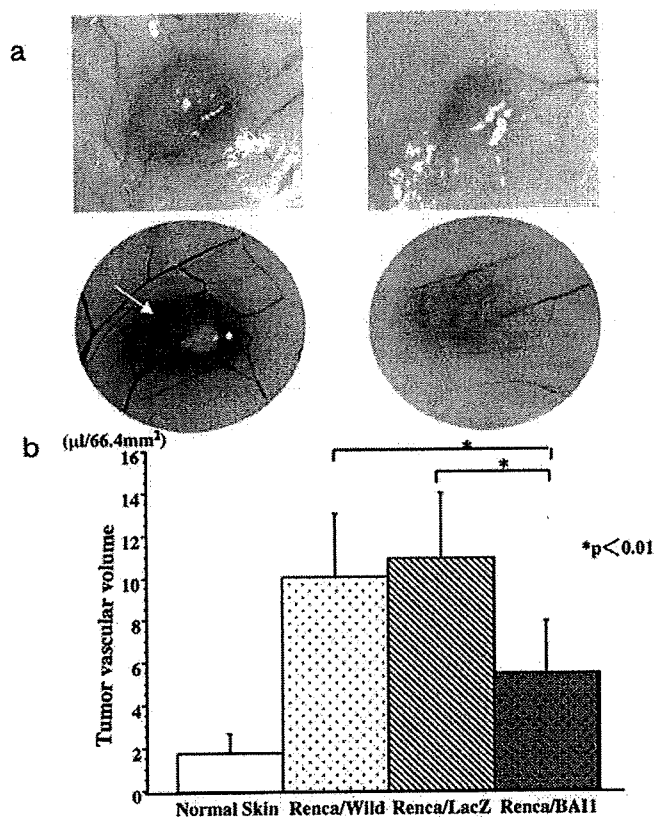 a
b
(μl/66.4mm²)
16
14
12
10
8
6
4
2
0
Tumor vascular volume
*
*
*p<0.01
Normal Skin Renca/Wild Renca/LacZ Renca/BAI1